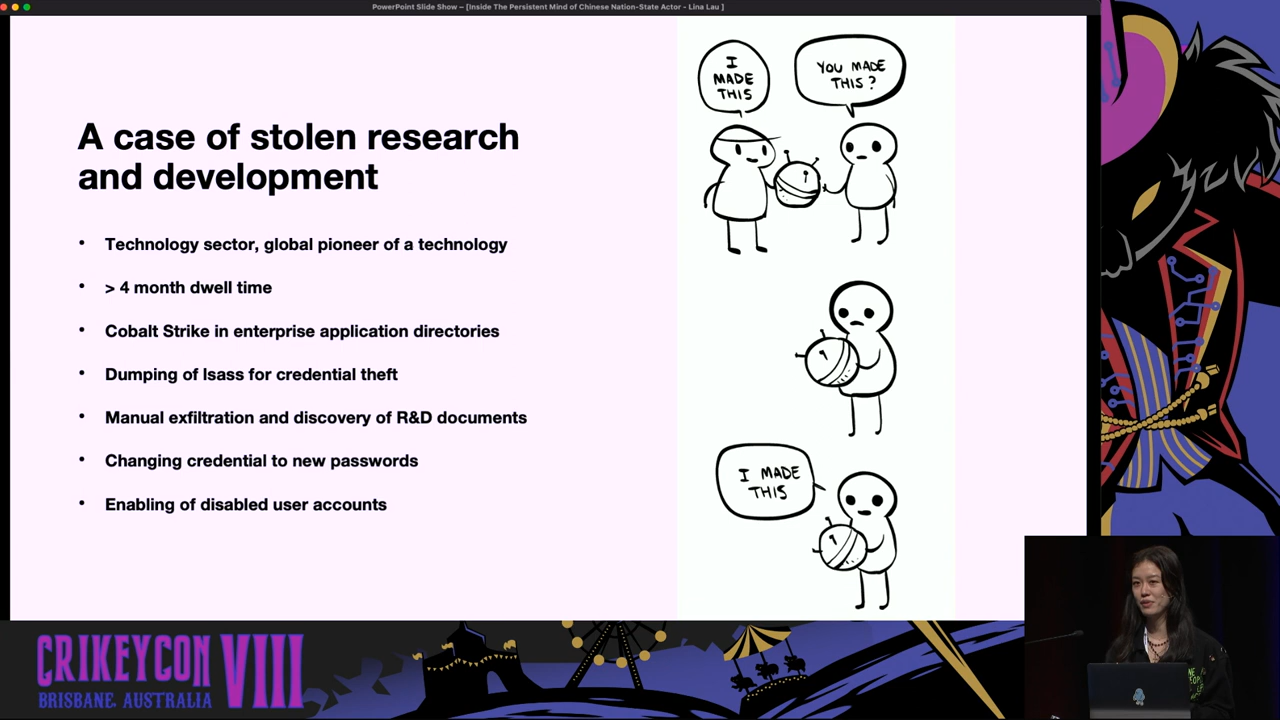 PowerPoint Slide Show – [Inside The Persistent Mind of Chinese Nation-State Actor - Lina Lau ]
A case of stolen research
and development
• Technology sector, global pioneer of a technology
• > 4 month dwell time
• Cobalt Strike in enterprise application directories
• Dumping of lsass for credential theft
• Manual exfiltration and discovery of R&D documents
• Changing credential to new passwords
• Enabling of disabled user accounts
I
MADE
THIS
YOU MADE
THIS?
I MADE
THIS
CRIKEYCON VIII
BRISBANE, AUSTRALIA